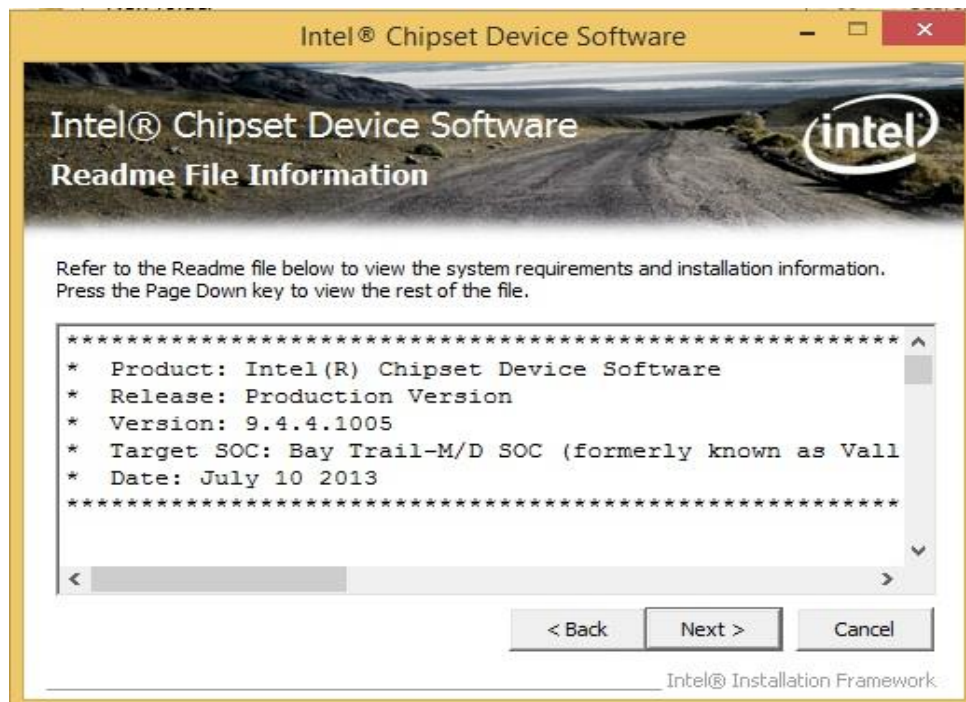 Intel® Chipset Device Software
Intel® Chipset Device Software
intel
Readme File Information
Refer to the Readme file below to view the system requirements and installation information.
Press the Page Down key to view the rest of the file.
********************************************************
* Product: Intel(R) Chipset Device Software
* Release: Production Version
* Version: 9.4.4.1005
* Target SOC: Bay Trail-M/D SOC (formerly known as Vall
* Date: July 10 2013
********************************************************
< Back Next > Cancel
Intel® Installation Framework